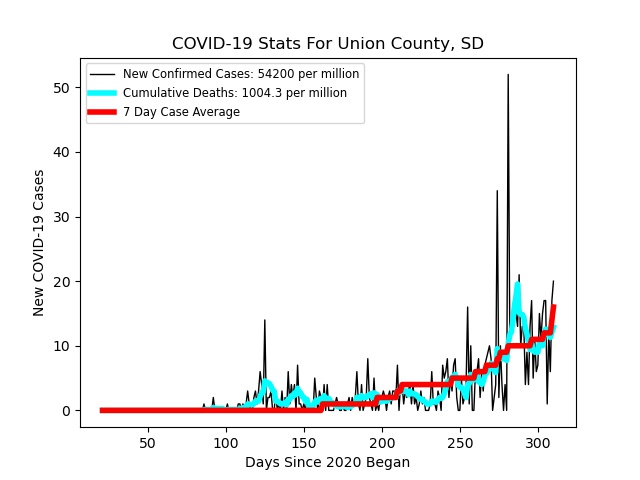 COVID-19 Stats For Union County, SD
New Confirmed Cases: 54200 per million
Cumulative Deaths: 1004.3 per million
7 Day Case Average
New COVID-19 Cases
50
40
30
20
10
0
50 100 150 200 250 300
Days Since 2020 Began